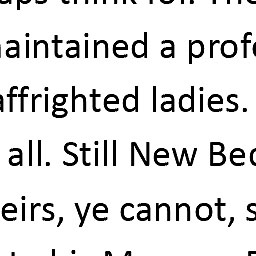 think for. The
maintained a profe
affrighted ladies.
all. Still New Bed
eirs, ye cannot, s